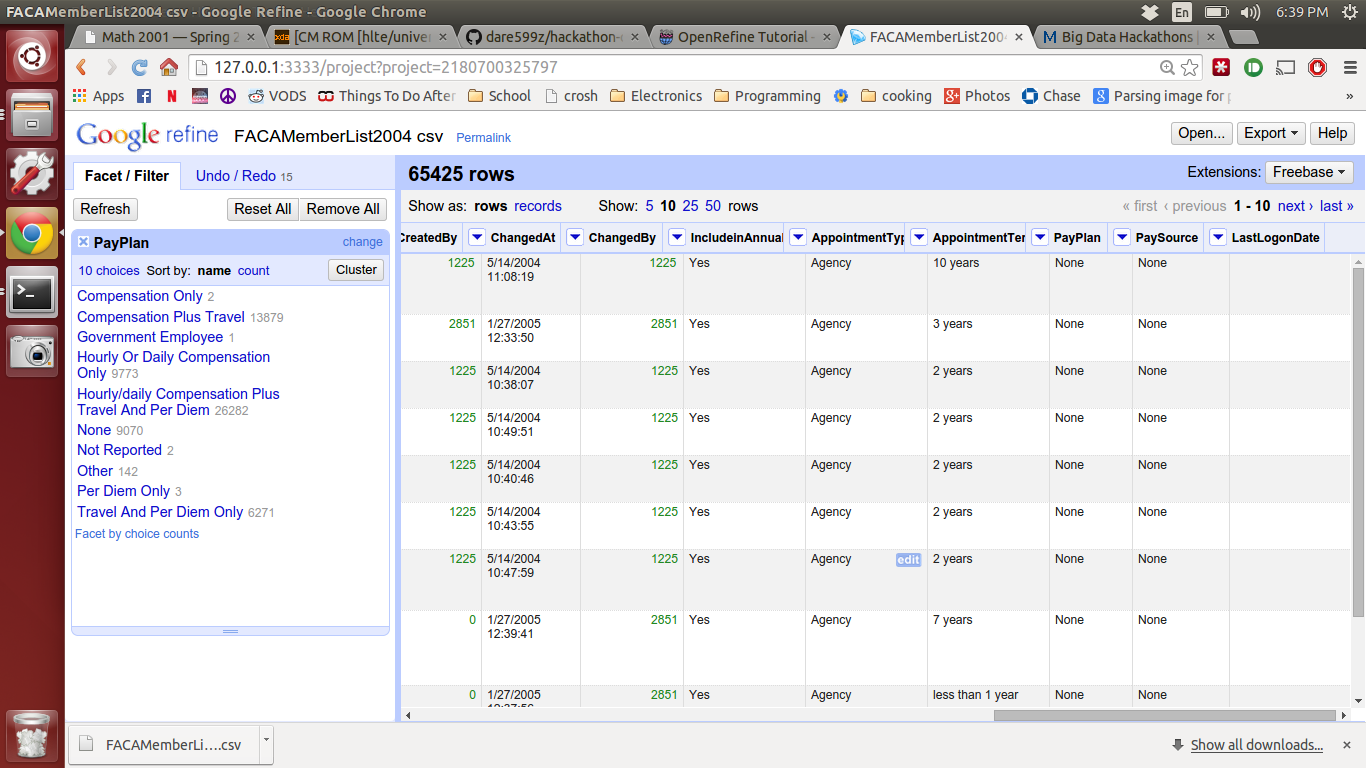 FACAMemberList2004 csv - Google Refine - Google Chrome
En
6:39 PM
Math 2001 — Spring 2
[CM ROM [hlte/univer
dare599z/hackathon-
OpenRefine Tutorial -
FACAMemberList200
Big Data Hackathons |
127.0.0.1:3333/project?project=2180700325797
Apps
VODS
Things To Do After
School
crosh
Electronics
Programming
cooking
Photos
Chase
Parsing image for
»
Google refine
FACAMemberList2004 csv
Permalink
Open...
Export
Help
Facet / Filter
Undo / Redo 15
65425 rows
Extensions:
Freebase
Refresh
Reset All
Remove All
Show as: rows records
Show: 5 10 25 50 rows
« first ‹ previous 1 - 10 next › last »
PayPlan
change
10 choices Sort by: name count
Cluster
Compensation Only 2
Compensation Plus Travel 13879
Government Employee 1
Hourly Or Daily Compensation
Only 9773
Hourly/daily Compensation Plus
Travel And Per Diem 26282
None 9070
Not Reported 2
Other 142
Per Diem Only 3
Travel And Per Diem Only 6271
Facet by choice counts
CreatedBy ChangedAt ChangedBy IncludeinAnnual AppointmentTyp AppointmentTer PayPlan PaySource LastLogonDate
1225 5/14/2004 1225 Yes Agency 10 years None None
11:08:19
2851 1/27/2005 2851 Yes Agency 3 years None None
12:33:50
1225 5/14/2004 1225 Yes Agency 2 years None None
10:38:07
1225 5/14/2004 1225 Yes Agency 2 years None None
10:49:51
1225 5/14/2004 1225 Yes Agency 2 years None None
10:40:46
1225 5/14/2004 1225 Yes Agency 2 years None None
10:43:55
1225 5/14/2004 1225 Yes Agency edit 2 years None None
10:47:59
0 1/27/2005 2851 Yes Agency 7 years None None
12:39:41
0 1/27/2005 2851 Yes Agency less than 1 year None None
FACAMemberLi....csv
Show all downloads...